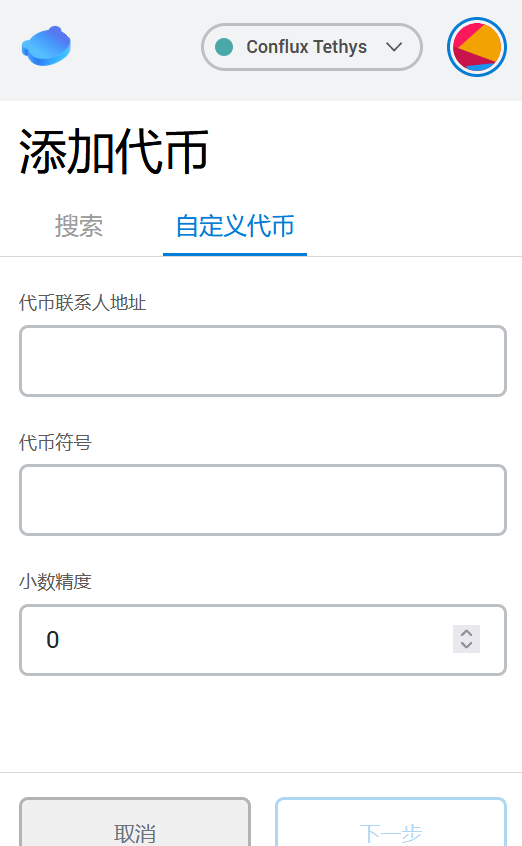 Conflux Tethys
添加代币
搜索
自定义代币
代币联系人地址
代币符号
小数精度
0
取消
下一步